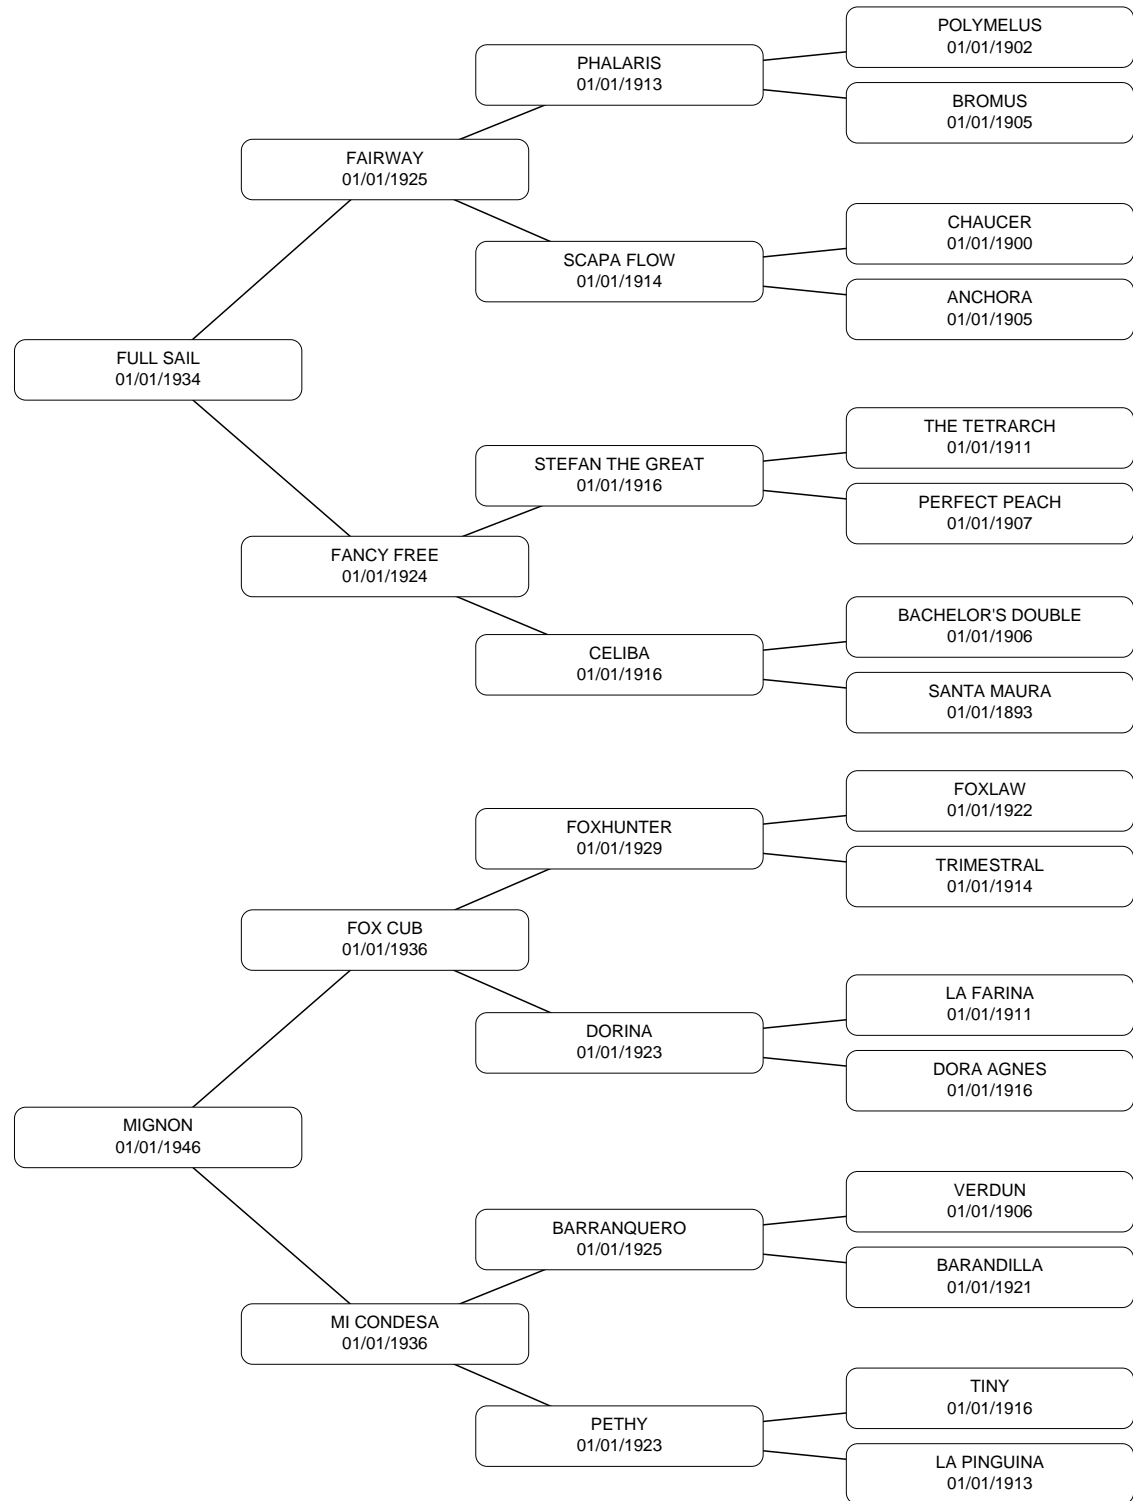 POLYMELUS
01/01/1902
PHALARIS
01/01/1913
BROMUS
01/01/1905
FAIRWAY
01/01/1925
CHAUCER
01/01/1900
SCAPA FLOW
01/01/1914
ANCHORA
01/01/1905
FULL SAIL
01/01/1934
THE TETRARCH
01/01/1911
STEFAN THE GREAT
01/01/1916
PERFECT PEACH
01/01/1907
FANCY FREE
01/01/1924
BACHELOR'S DOUBLE
01/01/1906
CELIBA
01/01/1916
SANTA MAURA
01/01/1893
FOXLAW
01/01/1922
FOXHUNTER
01/01/1929
TRIMESTRAL
01/01/1914
FOX CUB
01/01/1936
LA FARINA
01/01/1911
DORINA
01/01/1923
DORA AGNES
01/01/1916
MIGNON
01/01/1946
VERDUN
01/01/1906
BARRANQUERO
01/01/1925
BARANDILLA
01/01/1921
MI CONDESA
01/01/1936
TINY
01/01/1916
PETHY
01/01/1923
LA PINGUINA
01/01/1913